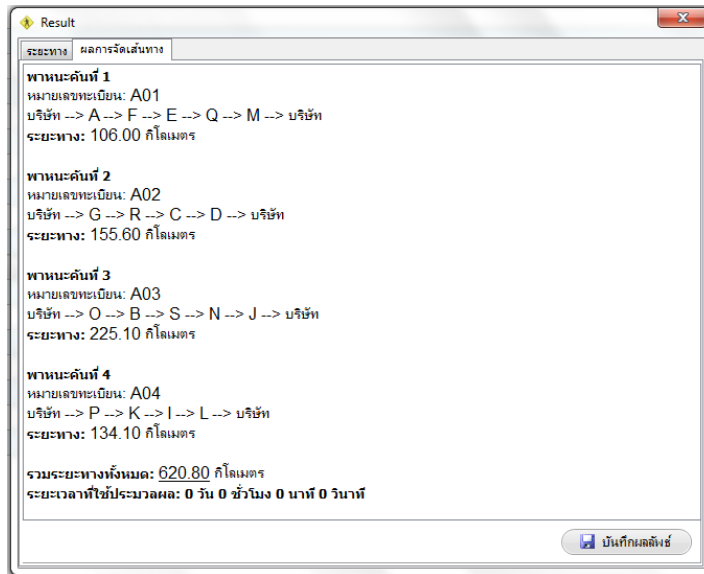 Result
ระยะทาง ผลการจัดเส้นทาง
พาหนะคันที่ 1
หมายเลขทะเบียน: A01
บริษัท --> A --> F --> E --> Q --> M --> บริษัท
ระยะทาง: 106.00 กิโลเมตร
พาหนะคันที่ 2
หมายเลขทะเบียน: A02
บริษัท --> G --> R --> C --> D --> บริษัท
ระยะทาง: 155.60 กิโลเมตร
พาหนะคันที่ 3
หมายเลขทะเบียน: A03
บริษัท --> O --> B --> S --> N --> J --> บริษัท
ระยะทาง: 225.10 กิโลเมตร
พาหนะคันที่ 4
หมายเลขทะเบียน: A04
บริษัท --> P --> K --> I --> L --> บริษัท
ระยะทาง: 134.10 กิโลเมตร
รวมระยะทางทั้งหมด: 620.80 กิโลเมตร
ระยะเวลาที่ใช้ประมวลผล: 0 วัน 0 ชั่วโมง 0 นาที 0 วินาที
บันทึกผลลัพธ์